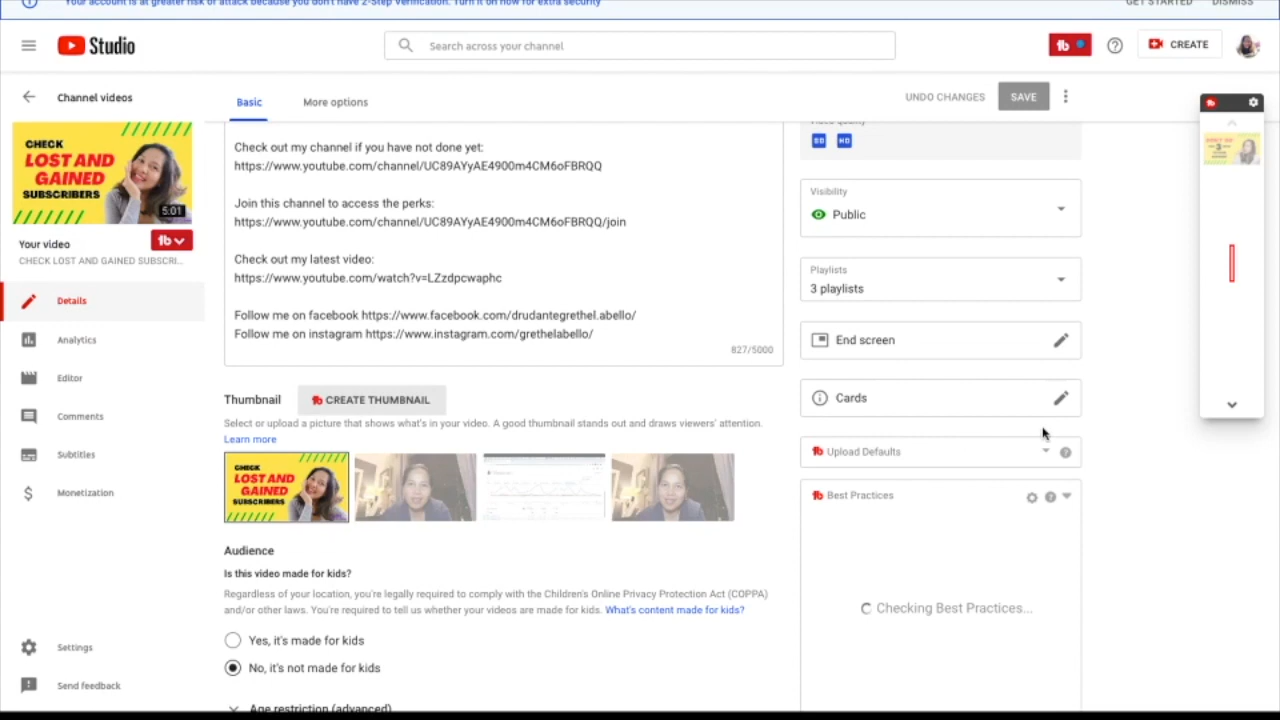 Your account is at greater risk of attack because you don't have 2-Step Verification. Turn it on now for extra security
GET STARTED
DISMISS
Studio
Search across your channel
CREATE
Channel videos
Basic
More options
UNDO CHANGES
SAVE
CHECK
LOST AND
GAINED
SUBSCRIBERS
5:01
Your video
CHECK LOST AND GAINED SUBSCRI...
Details
Analytics
Editor
Comments
Subtitles
Monetization
Settings
Send feedback
Check out my channel if you have not done yet:
https://www.youtube.com/channel/UC89AYyAE4900m4CM6oFBRQQ
Join this channel to access the perks:
https://www.youtube.com/channel/UC89AYyAE4900m4CM6oFBRQQ/join
Check out my latest video:
https://www.youtube.com/watch?v=LZzdpcwaphc
Follow me on facebook https://www.facebook.com/drudantegrethel.abello/
Follow me on instagram https://www.instagram.com/grethelabello/
827/5000
Thumbnail
CREATE THUMBNAIL
Select or upload a picture that shows what's in your video. A good thumbnail stands out and draws viewers' attention.
Learn more
CHECK
LOST AND
GAINED
SUBSCRIBERS
Audience
Is this video made for kids?
Regardless of your location, you're legally required to comply with the Children's Online Privacy Protection Act (COPPA)
and/or other laws. You're required to tell us whether your videos are made for kids. What's content made for kids?
Yes, it's made for kids
No, it's not made for kids
Age restriction (advanced)
Video quality
SD
HD
Visibility
Public
Playlists
3 playlists
End screen
Cards
Upload Defaults
Best Practices
Checking Best Practices...